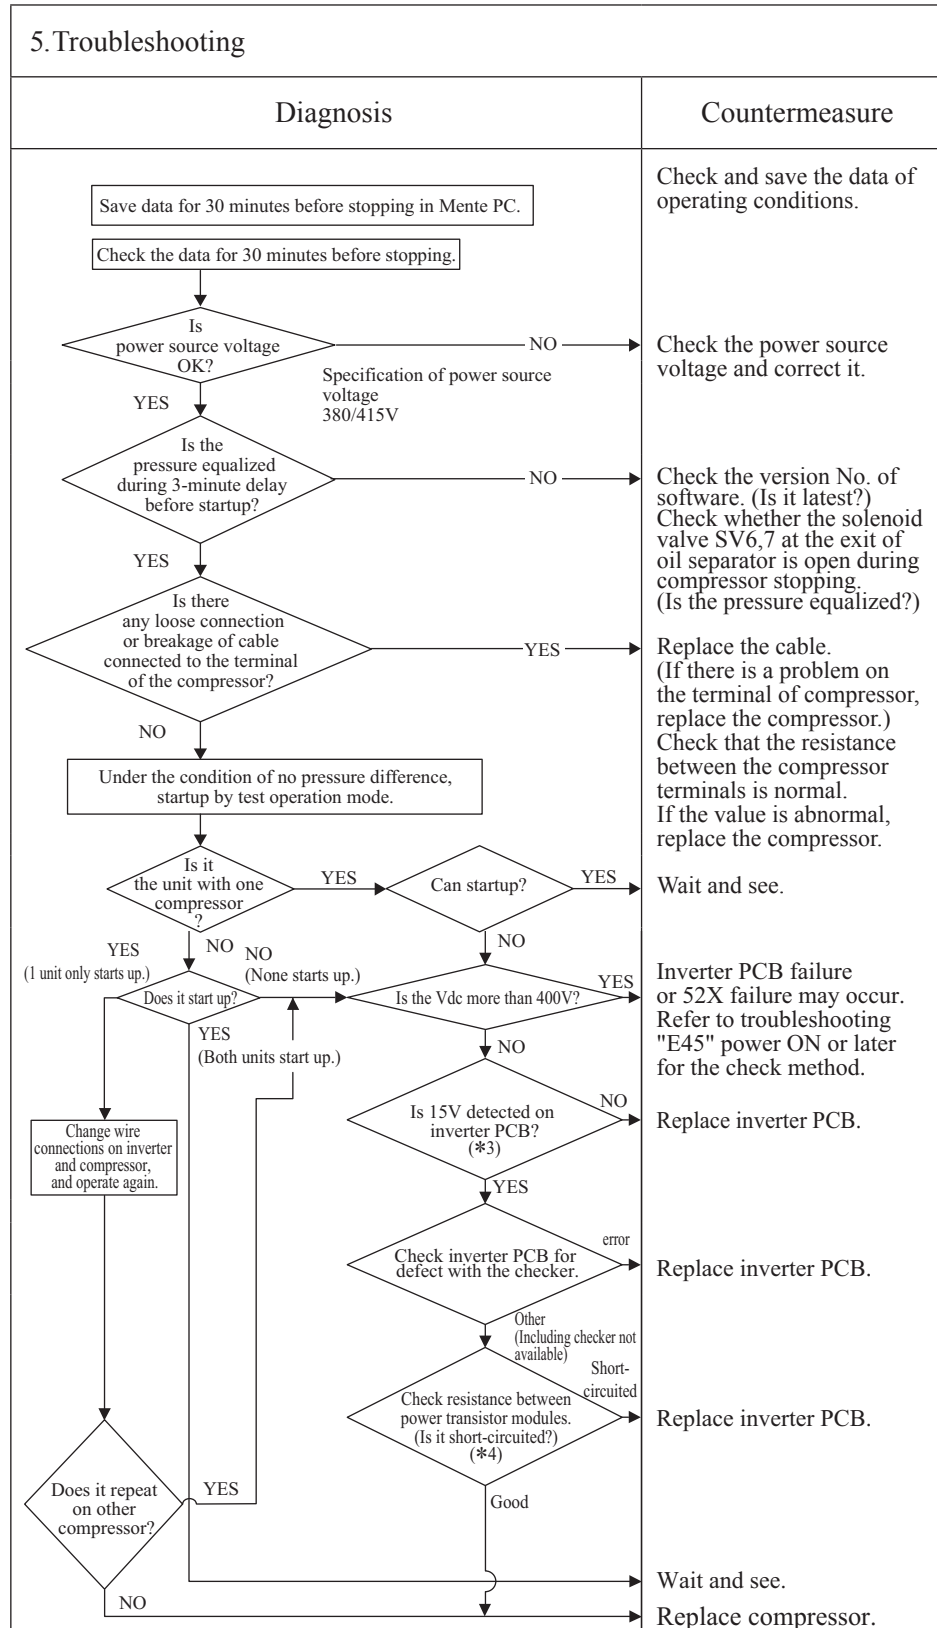 5.Troubleshooting
Diagnosis
Countermeasure
Save data for 30 minutes before stopping in Mente PC.
Check and save the data of
operating conditions.
Check the data for 30 minutes before stopping.
Is
power source voltage
OK?
NO
Specification of power source
voltage
380/415V
Check the power source
voltage and correct it.
YES
Is the
pressure equalized
during 3-minute delay
before startup?
NO
Check the version No. of
software. (Is it latest?)
Check whether the solenoid
valve SV6,7 at the exit of
oil separator is open during
compressor stopping.
(Is the pressure equalized?)
YES
Is there
any loose connection
or breakage of cable
connected to the terminal
of the compressor?
YES
Replace the cable.
(If there is a problem on
the terminal of compressor,
replace the compressor.)
Check that the resistance
between the compressor
terminals is normal.
If the value is abnormal,
replace the compressor.
NO
Under the condition of no pressure difference,
startup by test operation mode.
Is it
the unit with one
compressor
?
YES
Can startup?
YES
Wait and see.
YES
(1 unit only starts up.)
NO
NO
(None starts up.)
NO
Does it start up?
Is the Vdc more than 400V?
YES
Inverter PCB failure
or 52X failure may occur.
Refer to troubleshooting
"E45" power ON or later
for the check method.
YES
(Both units start up.)
NO
Change wire
connections on inverter
and compressor,
and operate again.
Is 15V detected on
inverter PCB?
(*3)
NO
Replace inverter PCB.
YES
Check inverter PCB for
defect with the checker.
error
Replace inverter PCB.
Other
(Including checker not
available)
Check resistance between
power transistor modules.
(Is it short-circuited?)
(*4)
Short-
circuited
Replace inverter PCB.
Good
Does it repeat
on other
compressor?
YES
Wait and see.
NO
Replace compressor.